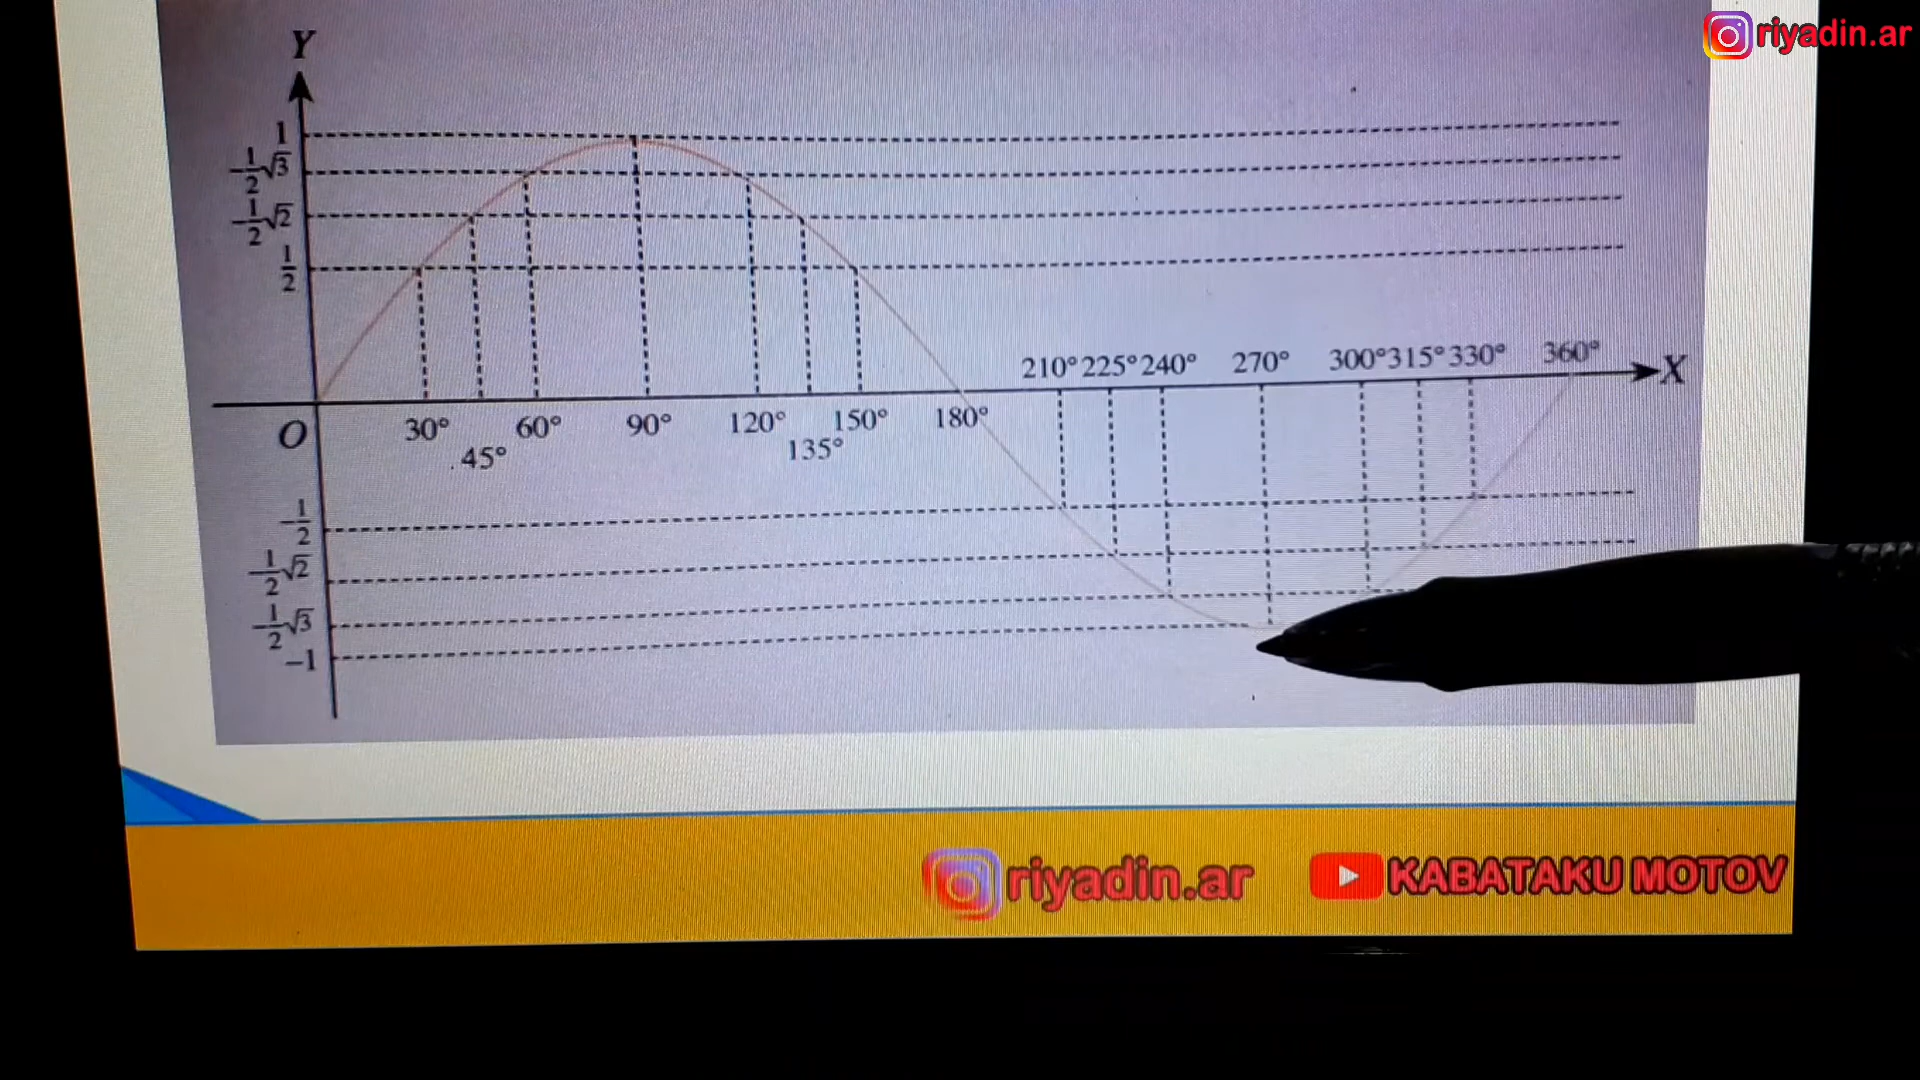 riyadin.ar
Y
1
-1/2√3
-1/2√2
1/2
210° 225° 240° 270° 300° 315° 330° 360° X
O 30° 45° 60° 90° 120° 135° 150° 180°
-1/2
-1/2√2
-1/2√3
-1
riyadin.ar KABATAKU MOTOV